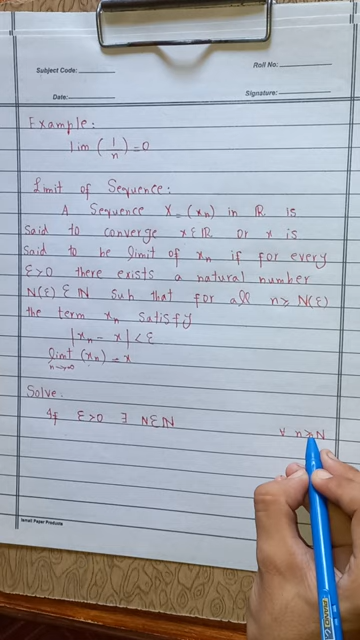 Subject Code:
Roll No:
Date:
Signature:
Example:
lim (1/n) = 0
Limit of Sequence:
A Sequence X = (xn) in ℝ is
said to converge x ∈ ℝ or x is
said to be limit of xn if for every
ε>0 there exists a natural number
N(ε) ∈ ℕ suh that for all n ≥ N(ε)
the term xn satisfy
|xn - x| < ε
limit n→∞ (xn) = x
Solve.
If ε>0 ∃ N∈ℕ ∀ n≥N
Ismail Paper Products